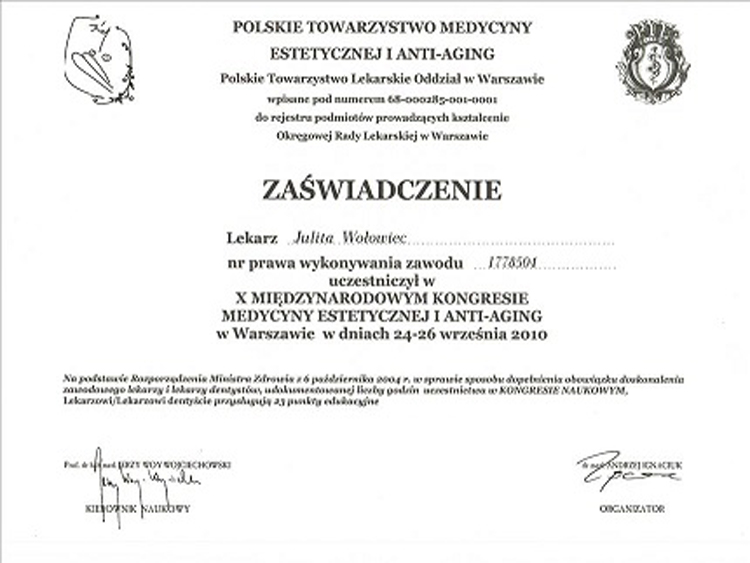 POLSKIE TOWARZYSTWO MEDYCYNY
ESTETYCZNEJ I ANTI-AGING
Polskie Towarzystwo Lekarskie Oddział w Warszawie
wpisane pod numerem 68-000285-001-0001
do rejestru podmiotów prowadzących kształcenie
Okręgowej Rady Lekarskiej w Warszawie
PTL
ZAŚWIADCZENIE
Lekarz Julita Wołowiec
nr prawa wykonywania zawodu 1778504
uczestniczył w
X MIĘDZYNARODOWYM KONGRESIE
MEDYCYNY ESTETYCZNEJ I ANTI-AGING
w Warszawie w dniach 24-26 września 2010
Na podstawie Rozporządzenia Ministra Zdrowia z 6 października 2004 r. w sprawie sposobu dopełnienia obowiązku doskonalenia
zawodowego lekarzy i lekarzy dentystów, udokumentowanej liczby godzin uczestnictwa w KONGRESIE NAUKOWYM,
Lekarzowi/Lekarzowi dentyście przysługują 23 punkty edukacyjne
Prof. dr hab. med. JERZY WOY-WOJCIECHOWSKI
KIEROWNIK NAUKOWY
dr med. ANDRZEJ IGNACIUK
ORGANIZATOR